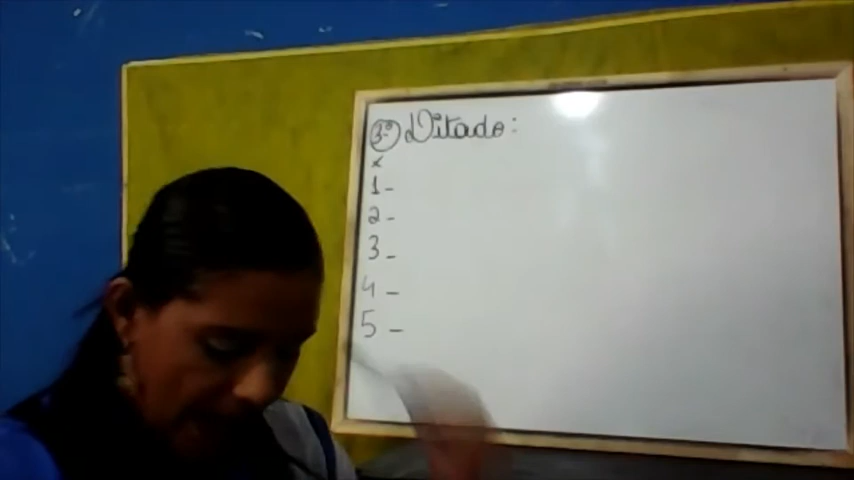 3º Ditado:
x
1-
2-
3-
4-
5-